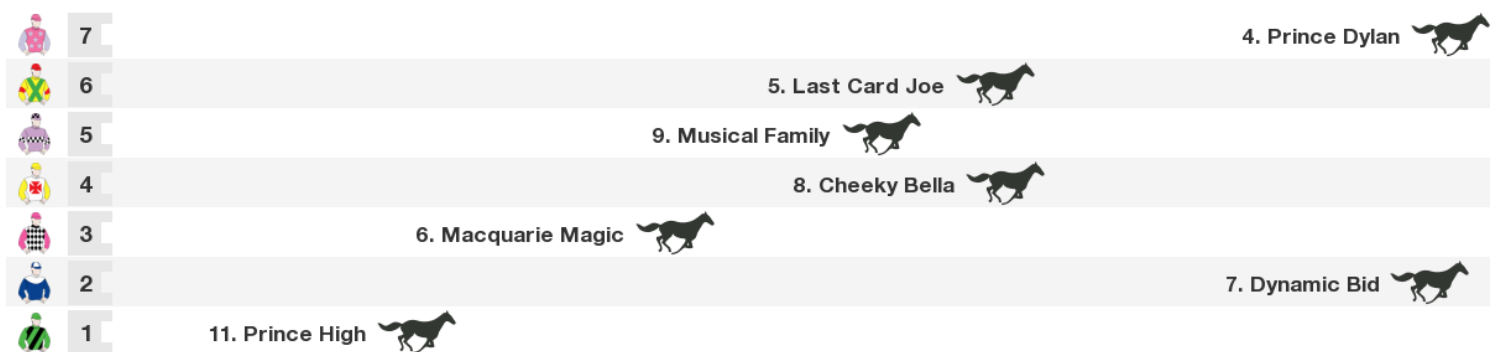 7 4. Prince Dylan
6 5. Last Card Joe
5 9. Musical Family
4 8. Cheeky Bella
3 6. Macquarie Magic
2 7. Dynamic Bid
1 11. Prince High